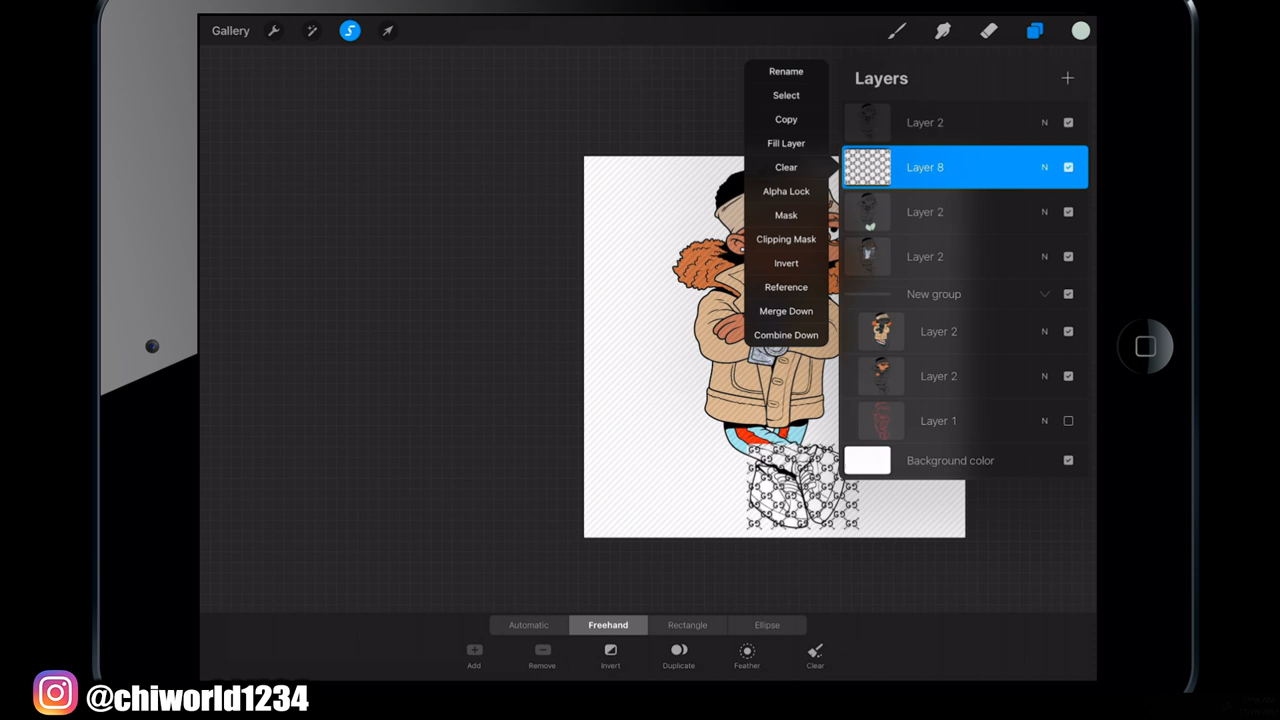 Gallery
Rename
Select
Copy
Fill Layer
Clear
Alpha Lock
Mask
Clipping Mask
Invert
Reference
Merge Down
Combine Down
Layers
Layer 2 N
Layer 8 N
Layer 2 N
Layer 2 N
New group
Layer 2 N
Layer 2 N
Layer 1 N
Background color
Automatic Freehand Rectangle Ellipse
Add Remove Invert Duplicate Feather Clear
@chiworld1234